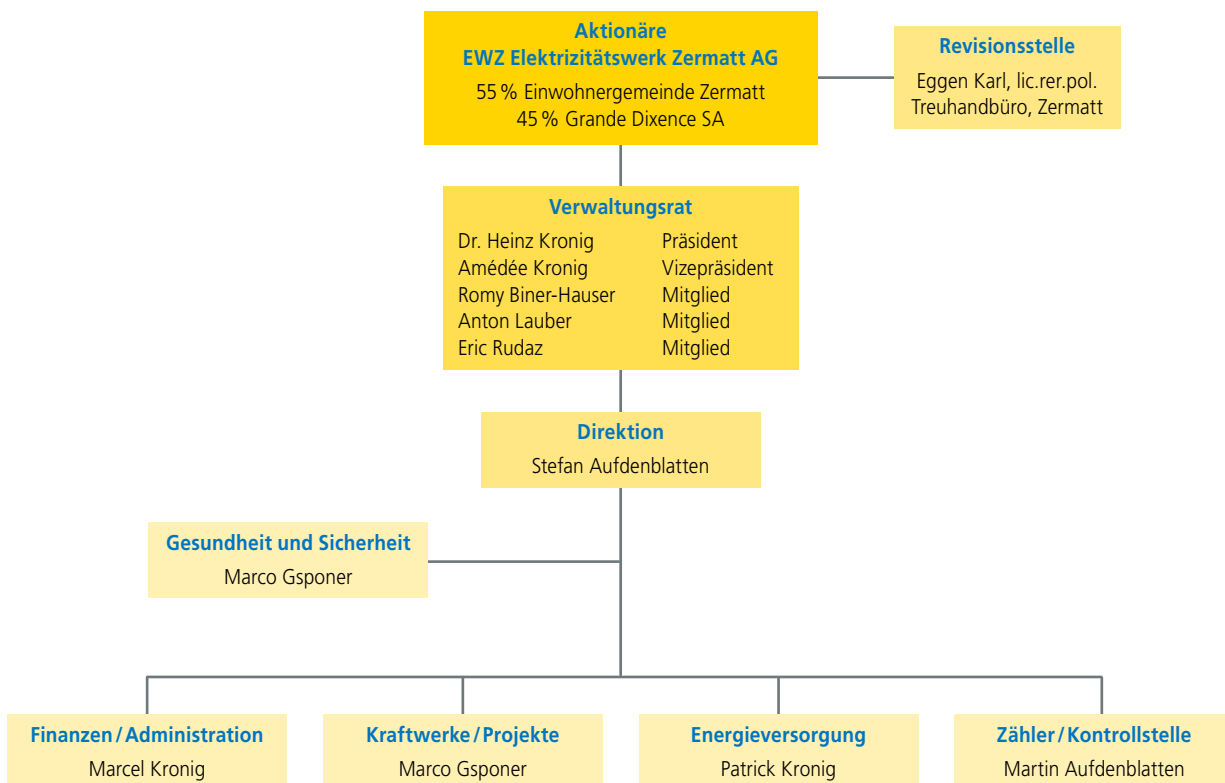 Aktionäre
EWZ Elektrizitätswerk Zermatt AG
55 % Einwohnergemeinde Zermatt
45 % Grande Dixence SA
Revisionsstelle
Eggen Karl, lic.rer.pol.
Treuhandbüro, Zermatt
Verwaltungsrat
Dr. Heinz Kronig Präsident
Amédée Kronig Vizepräsident
Romy Biner-Hauser Mitglied
Anton Lauber Mitglied
Eric Rudaz Mitglied
Direktion
Stefan Aufdenblatten
Gesundheit und Sicherheit
Marco Gsponer
Finanzen / Administration
Marcel Kronig
Kraftwerke / Projekte
Marco Gsponer
Energieversorgung
Patrick Kronig
Zähler / Kontrollstelle
Martin Aufdenblatten